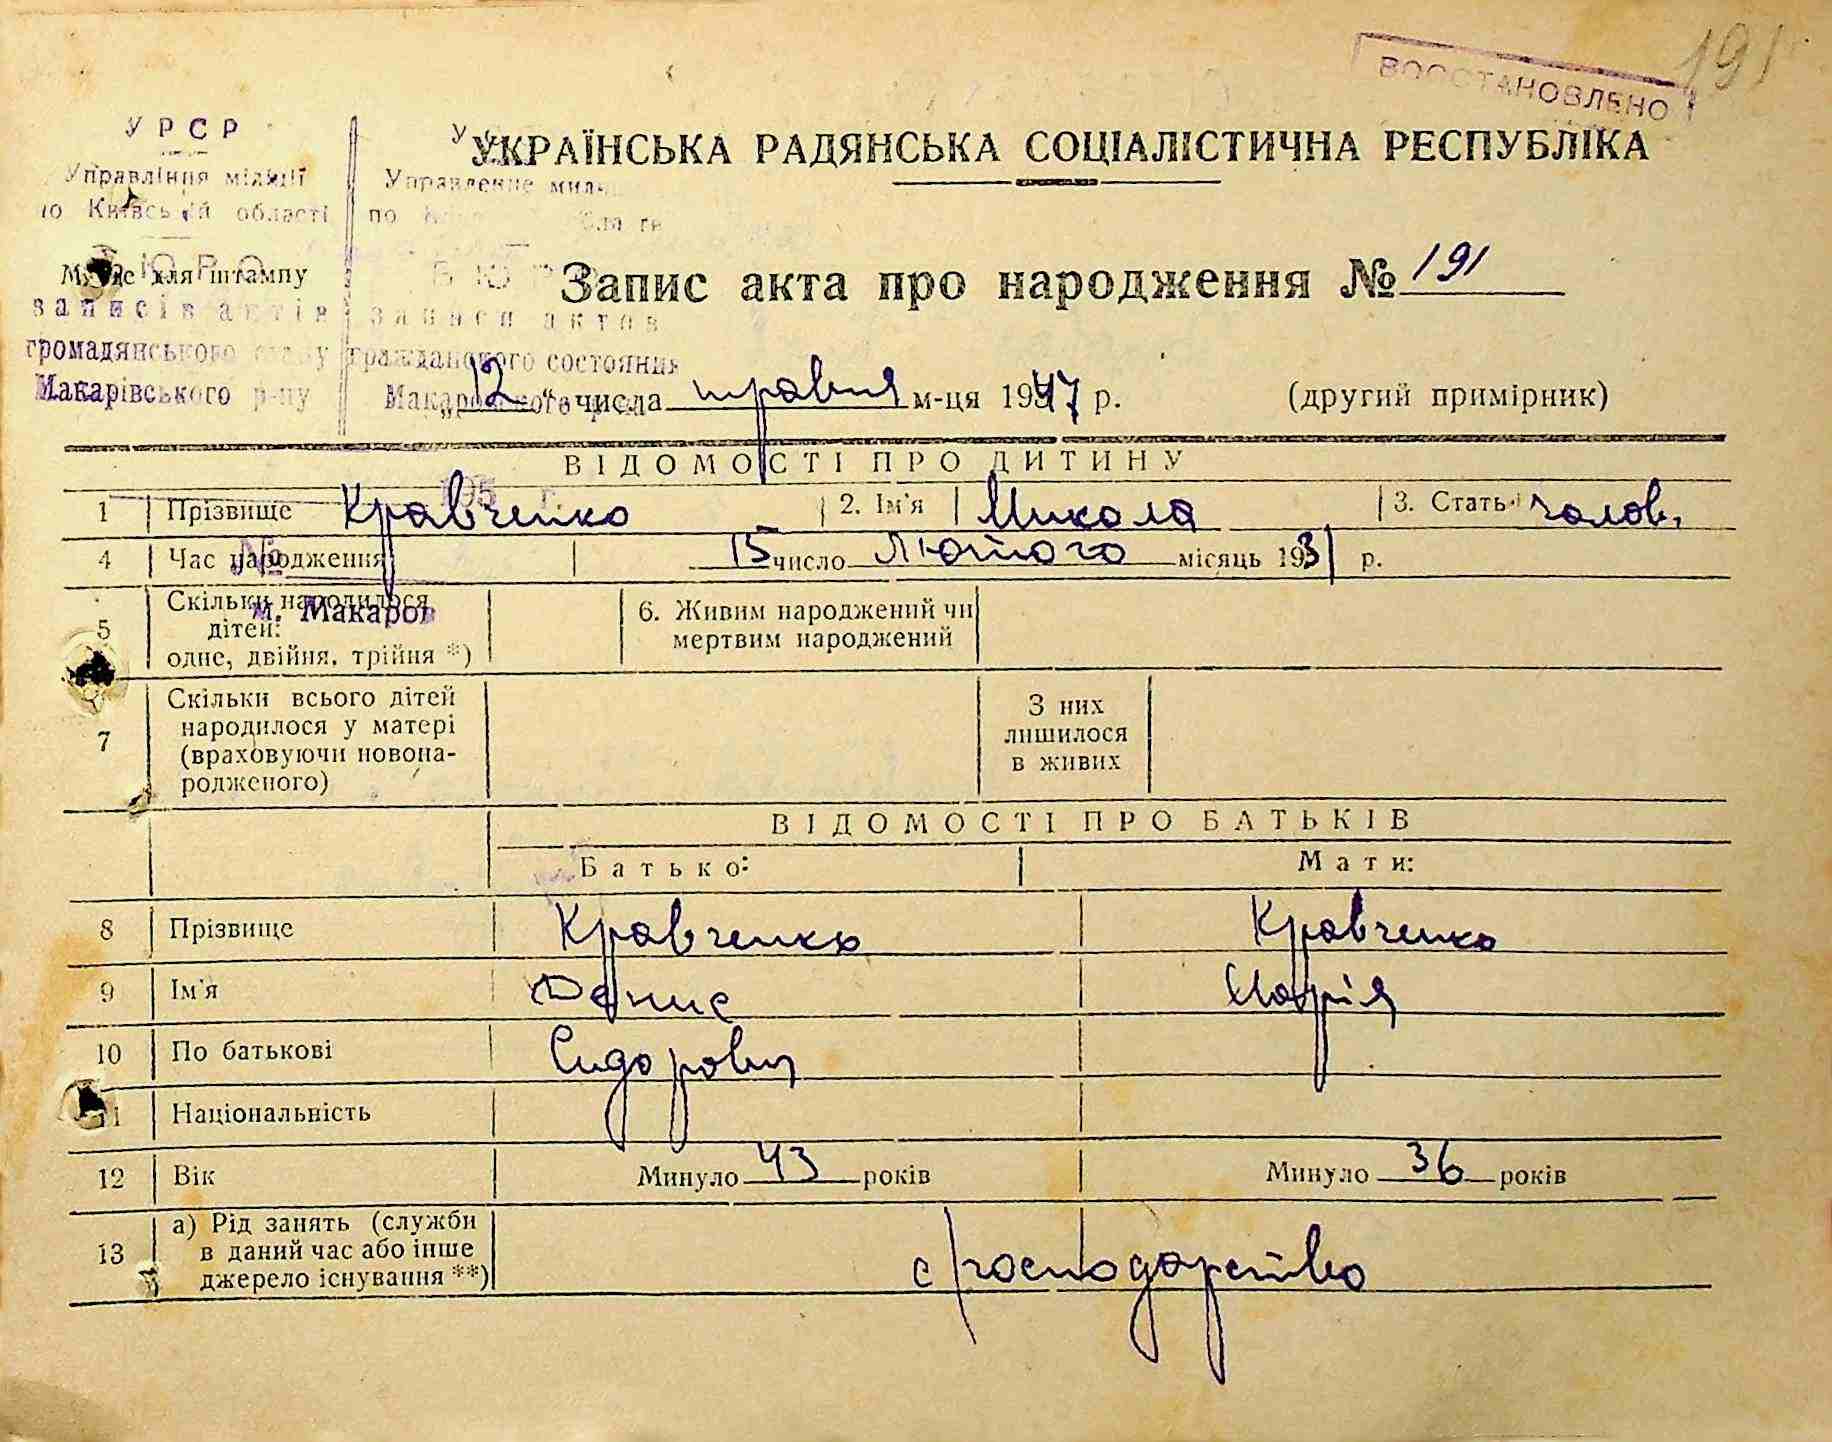 191
ВОССТАНОВЛЕНО
УРСР
УКРАЇНСЬКА РАДЯНСЬКА СОЦІАЛІСТИЧНА РЕСПУБЛІКА
Управління міліції
Управление
по Київській області
по
БЮРО
Місце для штампу
Запис акта про народження № 191
записів актів
записи актов
громадянського стану
гражданского состояния
Макарівського р-ну
Макаровского
„12“ числа травня м-ця 1947 р. (другий примірник)
ВІДОМОСТІ ПРО ДИТИНУ
195 г.
1 Прізвище Кравченко 2. Ім'я Микола 3. Стать чолов.
4 Час народження 15 число Лютого місяць 1931 р.
№
м. Макаров
5 Скільки народилося дітей: одне, двійня, трійня *) 6. Живим народжений чи мертвим народжений
7 Скільки всього дітей народилося у матері (враховуючи новонародженого) З них лишилося в живих
ВІДОМОСТІ ПРО БАТЬКІВ
Батько: Мати:
8 Прізвище Кравченко Кравченко
9 Ім'я Денис Марія
10 По батькові Сидорович
11 Національність
12 Вік Минуло 43 років Минуло 36 років
13 а) Рід занять (служби в даний час або інше джерело існування **) с/господарство